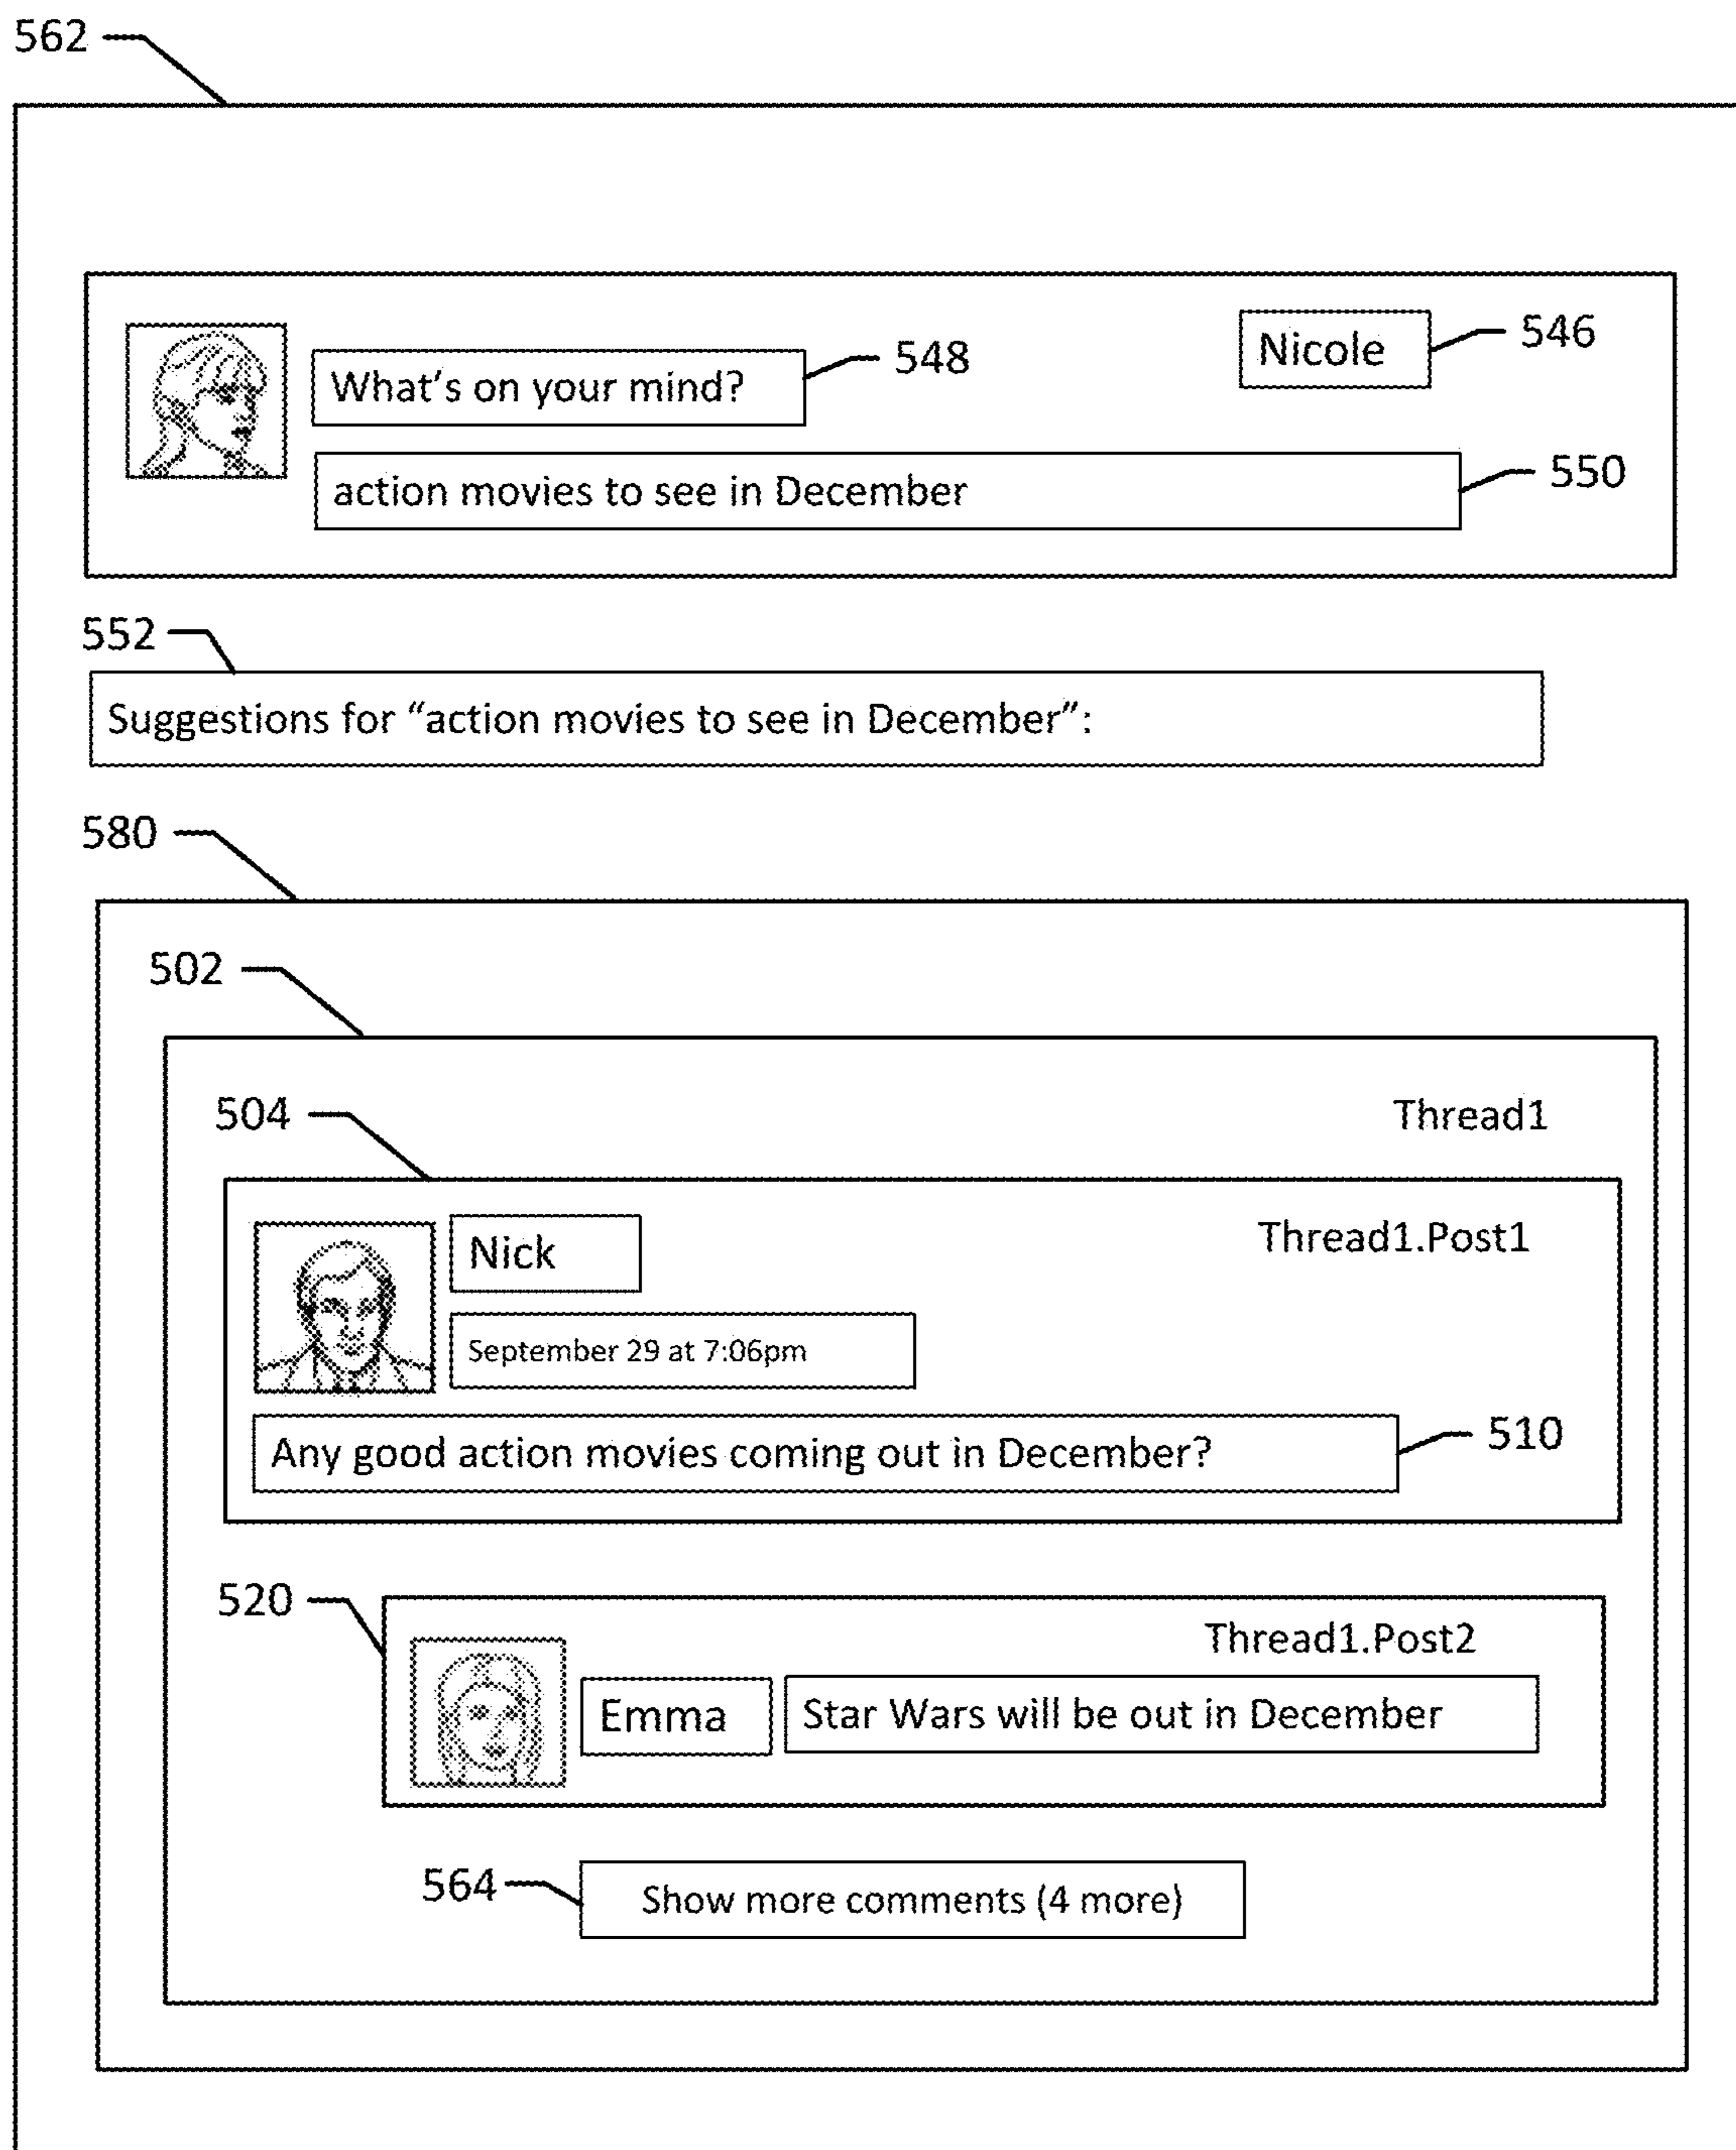 562
Nicole
546
What's on your mind?
548
action movies to see in December
550
552
Suggestions for “action movies to see in December”:
580
502
504
Thread1
Thread1.Post1
Nick
September 29 at 7:06pm
Any good action movies coming out in December?
510
520
Thread1.Post2
Emma
Star Wars will be out in December
564
Show more comments (4 more)